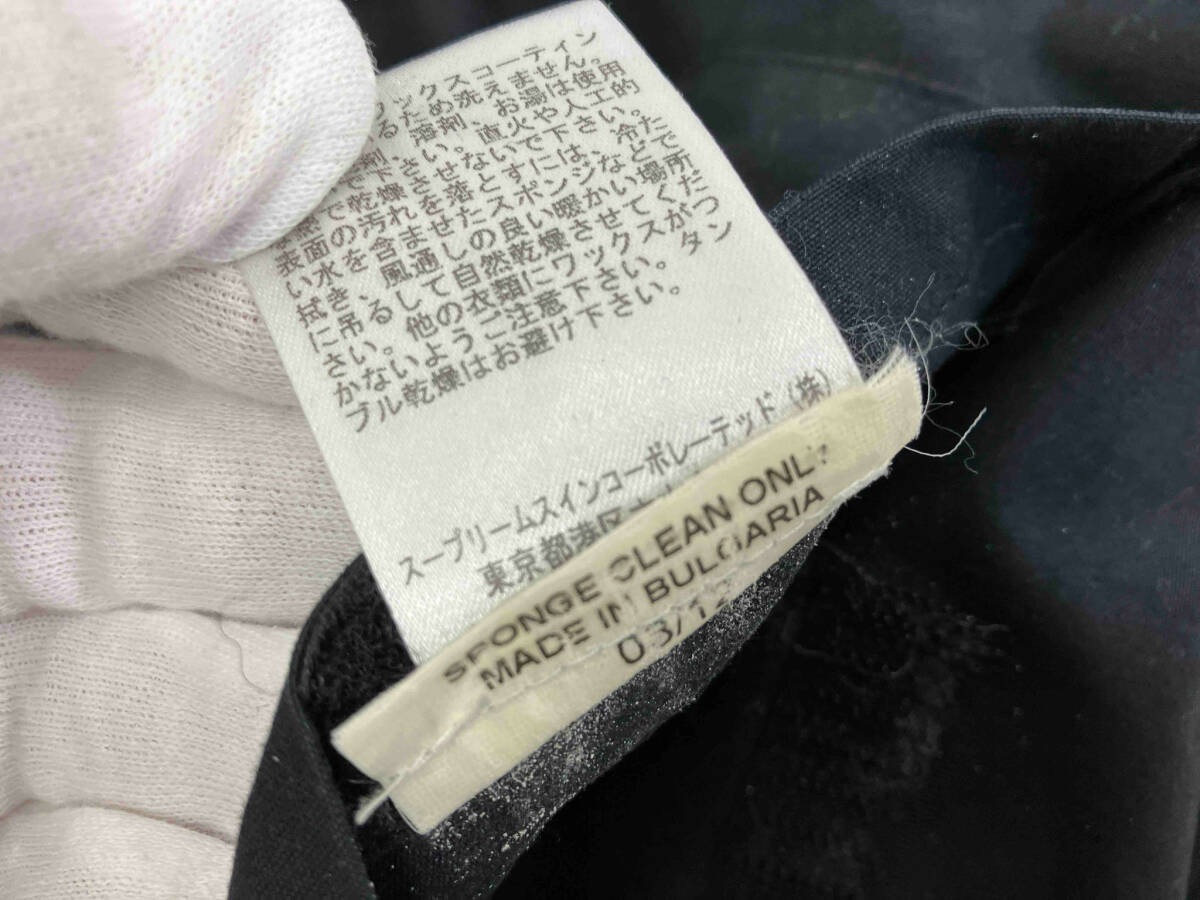 ックスコーティン
るため洗えません。
剤、溶剤、お湯は使用
で下さい。直火や人工的
で乾燥させないで下さい。
表面の汚れを落とすには、冷た
い水を含ませたスポンジなどで
拭き、風通しの良い暖かい場所
に吊るして自然乾燥させてくだ
さい。他の衣類にワックスがつ
かないようご注意下さい。タン
ブル乾燥はお避け下さい。
スープリームスインコーポレーテッド（株）
東京都港区
SPONGE CLEAN ONLY
MADE IN BULGARIA
03/12